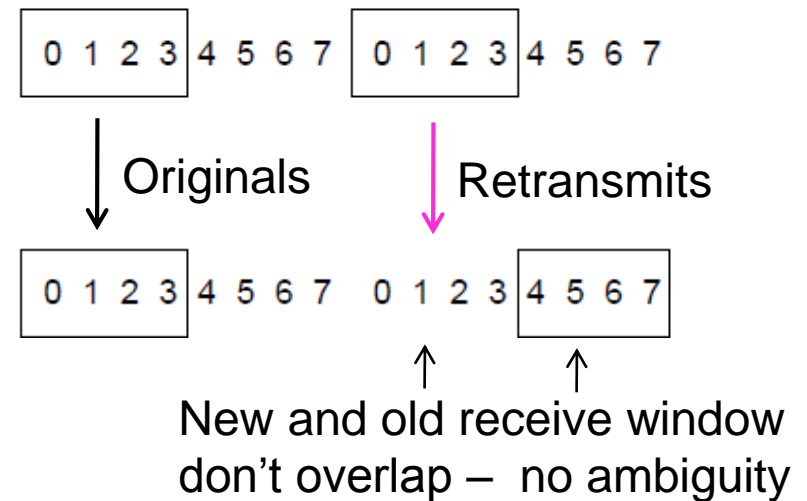 0 1 2 3 4 5 6 7 0 1 2 3 4 5 6 7
Originals Retransmits
0 1 2 3 4 5 6 7 0 1 2 3 4 5 6 7
New and old receive window
don’t overlap – no ambiguity